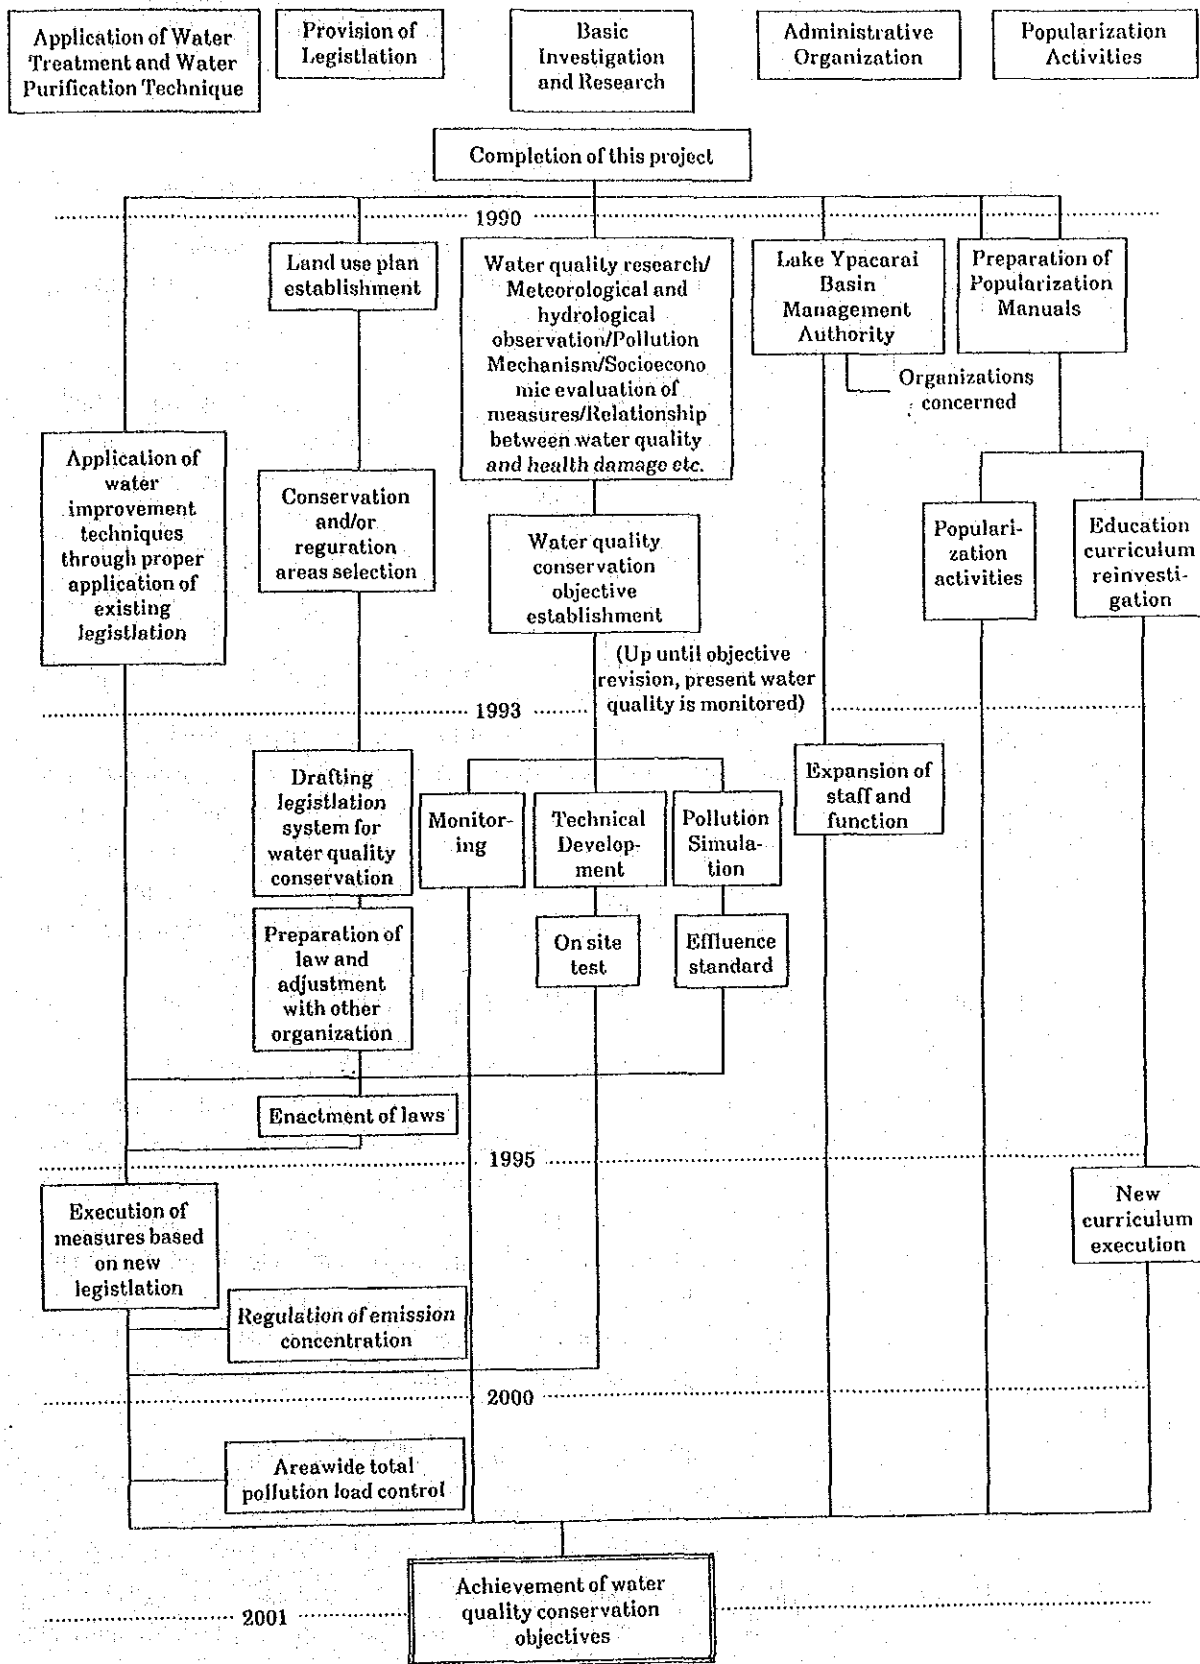 Application of Water
Treatment and Water
Purification Technique
Provision of
Legistlation
Basic
Investigation
and Research
Administrative
Organization
Popularization
Activities
Completion of this project
1990
Land use plan
establishment
Water quality research/
Meteorological and
hydrological
observation/Pollution
Mechanism/Socioecono
mic evaluation of
measures/Relationship
between water quality
and health damage etc.
Lake Ypacarai
Basin
Management
Authority
Preparation of
Popularization
Manuals
Organizations
concerned
Application of
water
improvement
techniques
through proper
application of
existing
legistlation
Conservation
and/or
reguration
areas selection
Water quality
conservation
objective
establishment
Populari-
zation
activities
Education
curriculum
reinvesti-
gation
(Up until objective
revision, present water
quality is monitored)
1993
Drafting
legistlation
system for
water quality
conservation
Monitor-
ing
Technical
Develop-
ment
Pollution
Simula-
tion
Expansion of
staff and
function
Preparation of
law and
adjustment
with other
organization
On site
test
Effluence
standard
Enactment of laws
1995
Execution of
measures based
on new
legistlation
New
curriculum
execution
Regulation of emission
concentration
2000
Areawide total
pollution load control
Achievement of water
quality conservation
objectives
2001